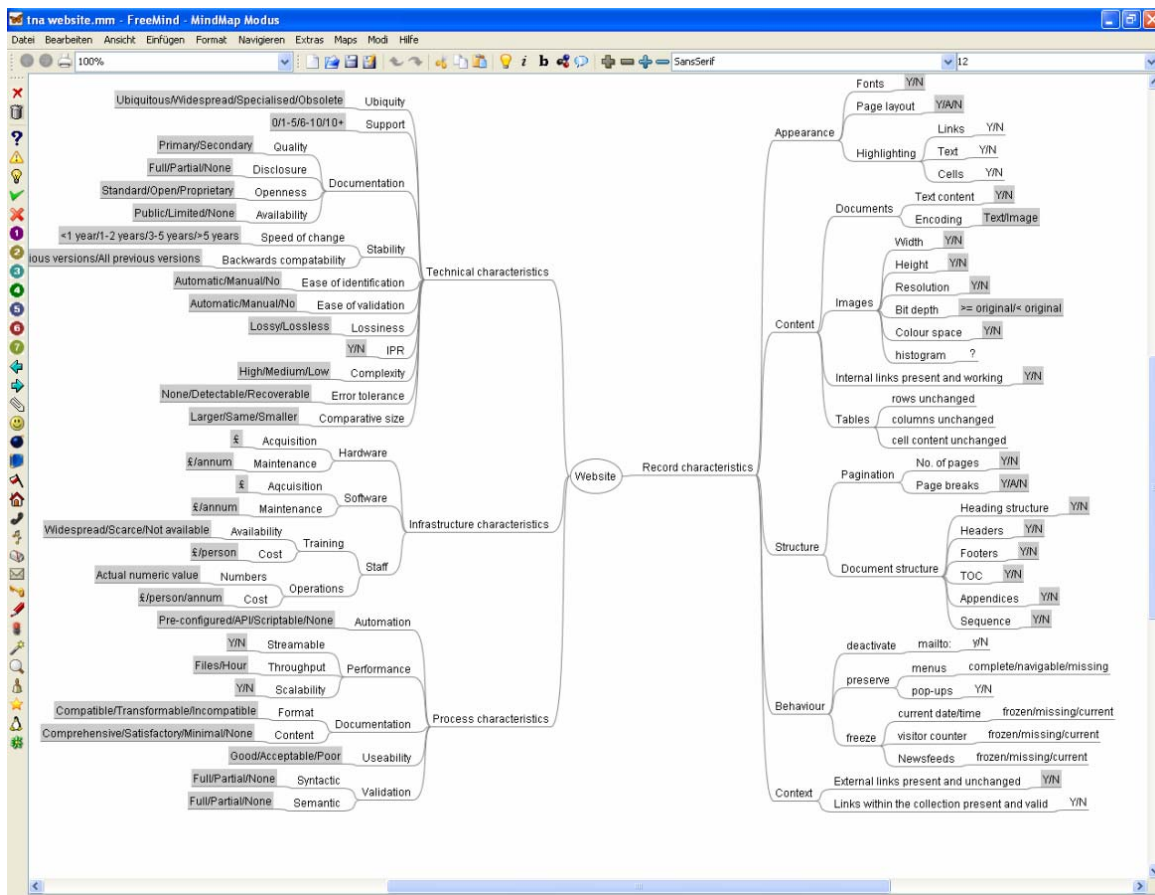 tna website.mm - FreeMind - MindMap Modus
Datei Bearbeiten Ansicht Einfügen Format Navigieren Extras Maps Modi Hilfe
100% i b SansSerif 12
Ubiquitous/Widespread/Specialised/Obsolete Ubiquity
0/1-5/6-10/10+ Support
Primary/Secondary Quality
Full/Partial/None Disclosure
Documentation
Standard/Open/Proprietary Openness
Public/Limited/None Availability
<1 year/1-2 years/3-5 years/>5 years Speed of change
Stability
ious versions/All previous versions Backwards compatability
Technical characteristics
Automatic/Manual/No Ease of identification
Automatic/Manual/No Ease of validation
Lossy/Lossless Lossiness
Y/N IPR
High/Medium/Low Complexity
None/Detectable/Recoverable Error tolerance
Larger/Same/Smaller Comparative size
£ Acquisition
Hardware
£/annum Maintenance
£ Aqcuisition
Software
£/annum Maintenance
Infrastructure characteristics
Widespread/Scarce/Not available Availability
Training
£/person Cost
Staff
Actual numeric value Numbers
Operations
£/person/annum Cost
Pre-configured/API/Scriptable/None Automation
Y/N Streamable
Files/Hour Throughput
Performance
Y/N Scalability
Compatible/Transformable/Incompatible Format
Documentation
Process characteristics
Comprehensive/Satisfactory/Minimal/None Content
Good/Acceptable/Poor Useability
Full/Partial/None Syntactic
Validation
Full/Partial/None Semantic
Website
Record characteristics
Appearance
Fonts Y/N
Page layout Y/A/N
Highlighting
Links Y/N
Text Y/N
Cells Y/N
Content
Documents
Text content Y/N
Encoding Text/Image
Images
Width Y/N
Height Y/N
Resolution Y/N
Bit depth >= original/< original
Colour space Y/N
histogram ?
Internal links present and working Y/N
Tables
rows unchanged
columns unchanged
cell content unchanged
Structure
Pagination
No. of pages Y/N
Page breaks Y/A/N
Document structure
Heading structure Y/N
Headers Y/N
Footers Y/N
TOC Y/N
Appendices Y/N
Sequence Y/N
Behaviour
deactivate mailto: y/N
preserve
menus complete/navigable/missing
pop-ups Y/N
freeze
current date/time frozen/missing/current
visitor counter frozen/missing/current
Newsfeeds frozen/missing/current
Context
External links present and unchanged Y/N
Links within the collection present and valid Y/N
?
1
2
3
4
5
6
7